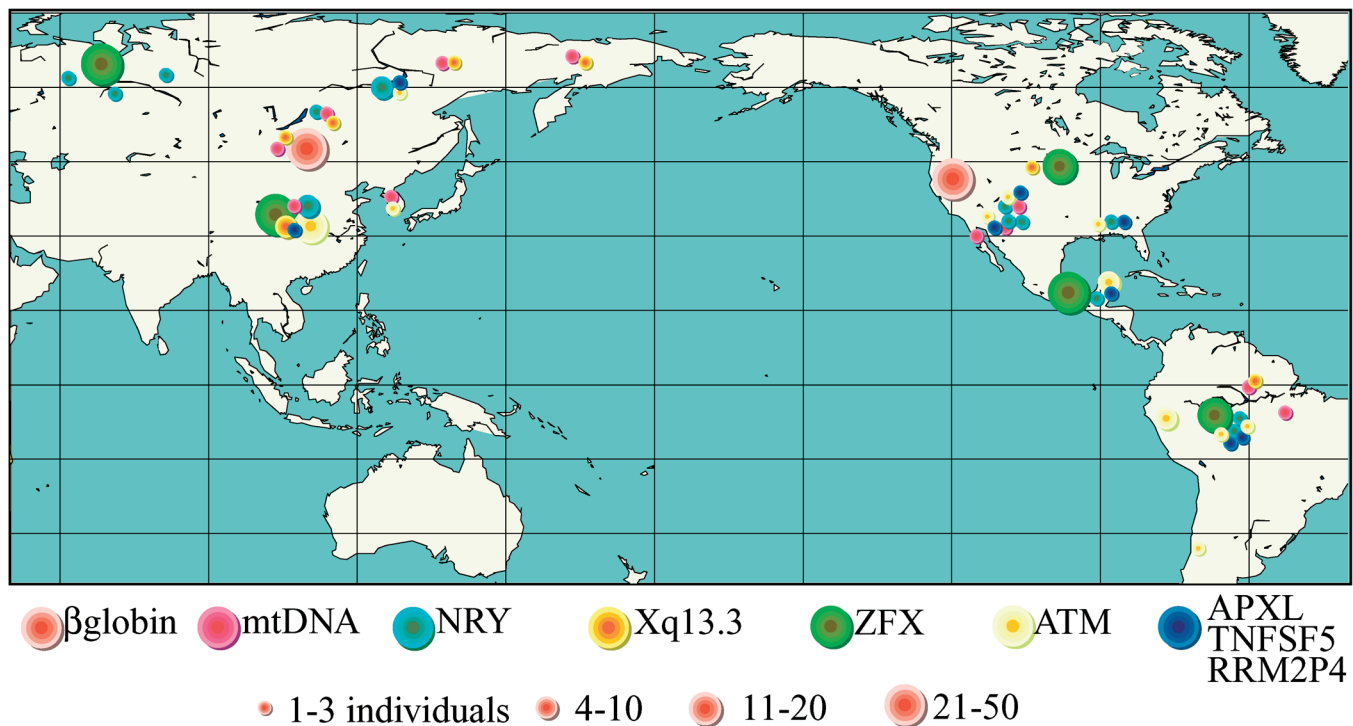 βglobin mtDNA NRY Xq13.3 ZFX ATM APXL
TNFSF5
RRM2P4
1-3 individuals 4-10 11-20 21-50